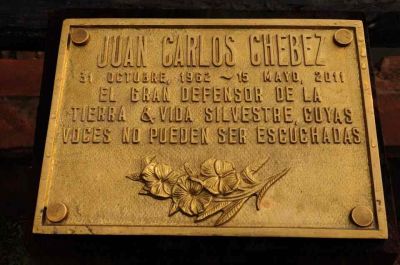 JUAN CARLOS CHEBEZ
31 OCTUBRE, 1962 ~ 15 MAYO, 2011
EL GRAN DEFENSOR DE LA
TIERRA & VIDA SILVESTRE, CUYAS
VOCES NO PUEDEN SER ESCUCHADAS